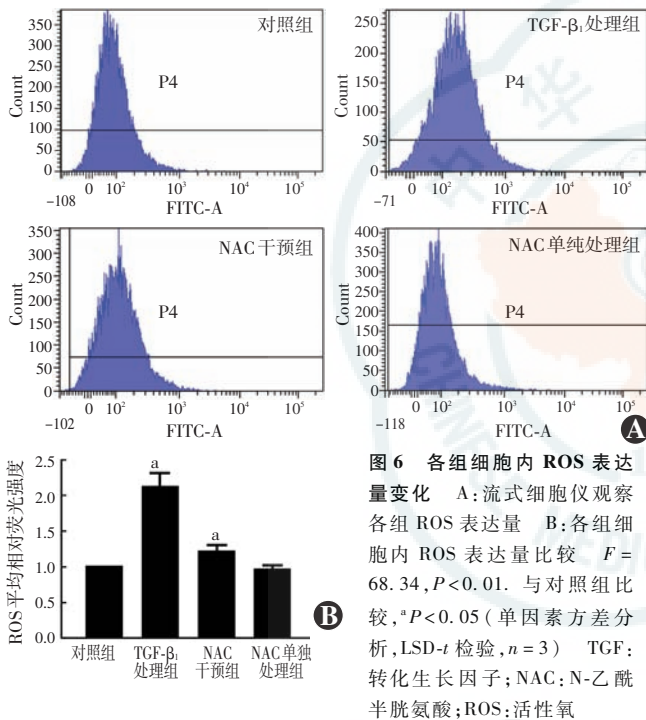 对照组
P4
Count
350
300
250
200
150
100
50
0
-108
0 10² 10³ 10⁴ 10⁵
FITC-A
TGF-β₁处理组
P4
Count
250
200
150
100
50
0
-71
0 10² 10³ 10⁴ 10⁵
FITC-A
NAC干预组
P4
Count
350
300
250
200
150
100
50
0
-102
0 10² 10³ 10⁴ 10⁵
FITC-A
NAC单纯处理组
P4
Count
400
350
300
250
200
150
100
50
0
-118
0 10² 10³ 10⁴ 10⁵
FITC-A
A
ROS平均相对荧光强度
2.5
2.0
1.5
1.0
0.5
0.0
a
a
对照组 TGF-β₁ NAC NAC单独
处理组 干预组 处理组
B
图6 各组细胞内 ROS 表达
量变化 A:流式细胞仪观察
各组 ROS 表达量 B:各组细
胞内 ROS 表达量比较 F=
68.34,P<0.01. 与对照组比
较,ᵃP<0.05(单因素方差分
析,LSD-t 检验,n=3) TGF:
转化生长因子;NAC:N-乙酰
半胱氨酸;ROS:活性氧